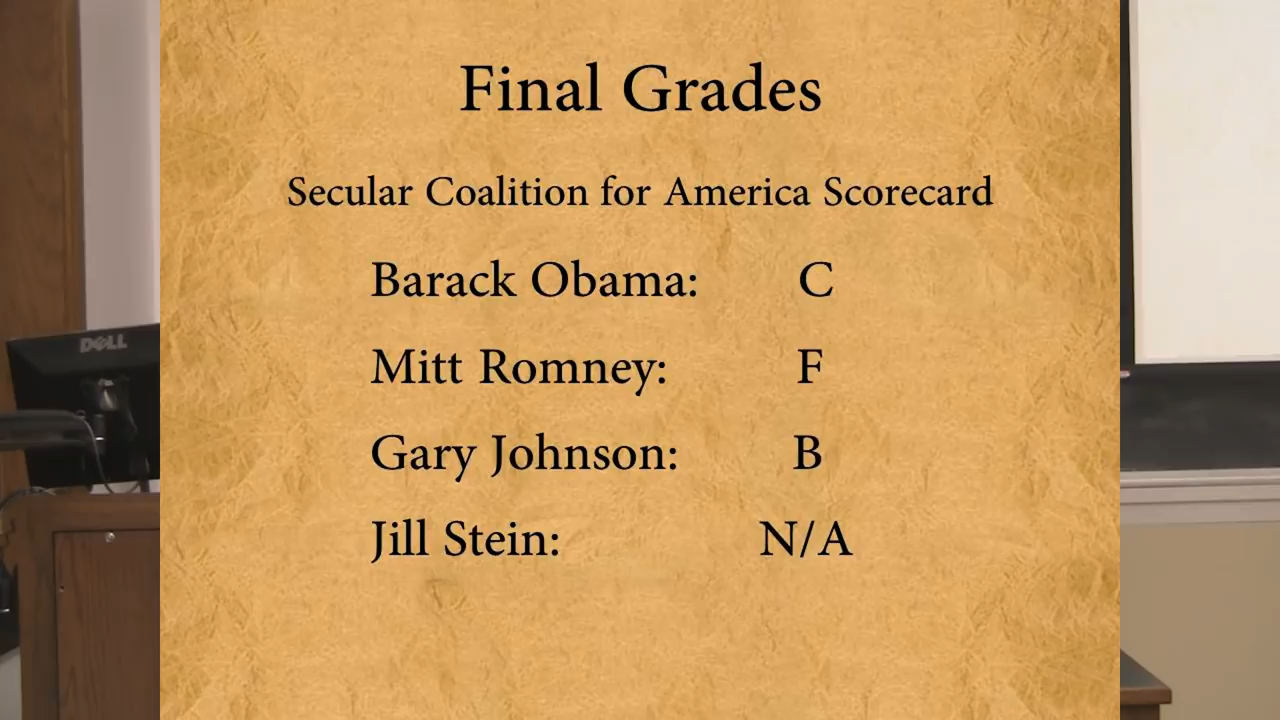 Final Grades
Secular Coalition for America Scorecard
Barack Obama: C
Mitt Romney: F
Gary Johnson: B
Jill Stein: N/A
DELL